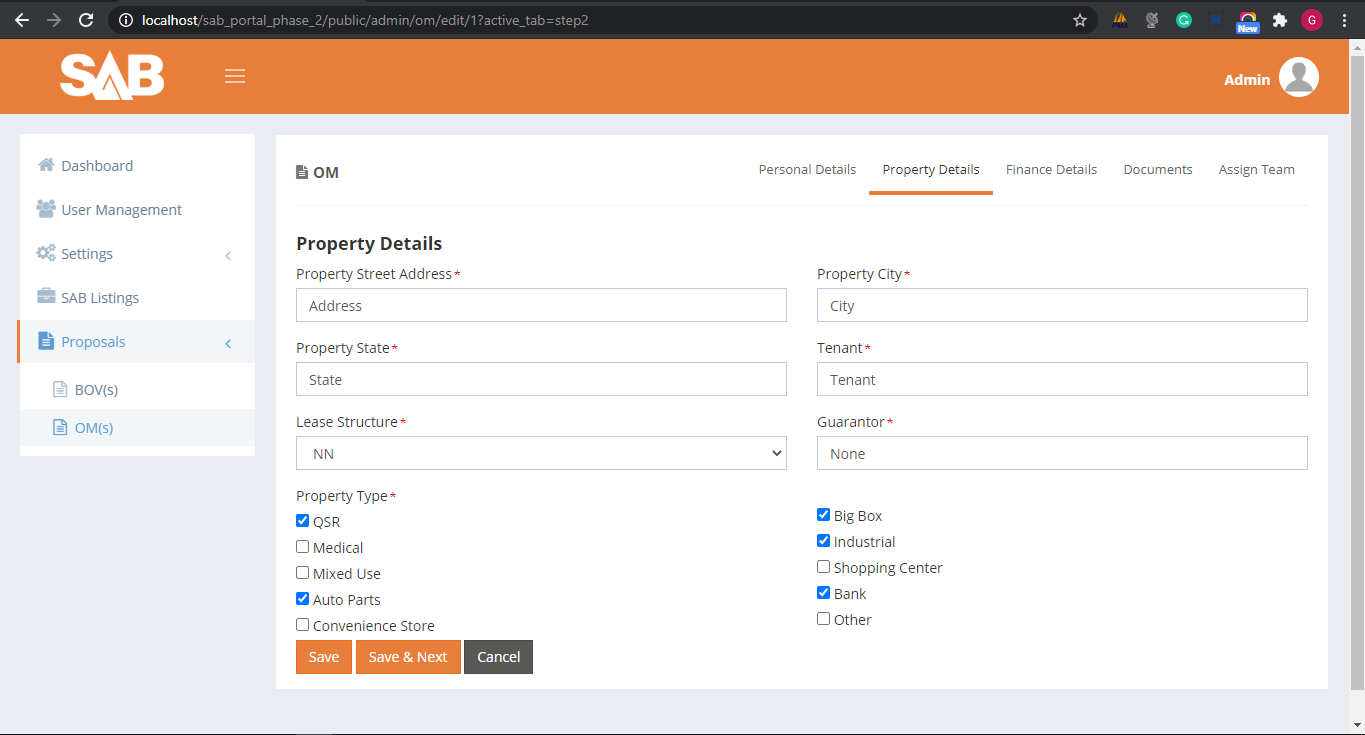 localhost/sab_portal_phase_2/public/admin/om/edit/1?active_tab=step2
G
N
New
G
SAB
Admin
Dashboard
User Management
Settings
SAB Listings
Proposals
BOV(s)
OM(s)
OM
Personal Details
Property Details
Finance Details
Documents
Assign Team
Property Details
Property Street Address*
Address
Property City*
City
Property State*
State
Tenant*
Tenant
Lease Structure*
NN
Guarantor*
None
Property Type*
QSR
Medical
Mixed Use
Auto Parts
Convenience Store
Big Box
Industrial
Shopping Center
Bank
Other
Save
Save & Next
Cancel